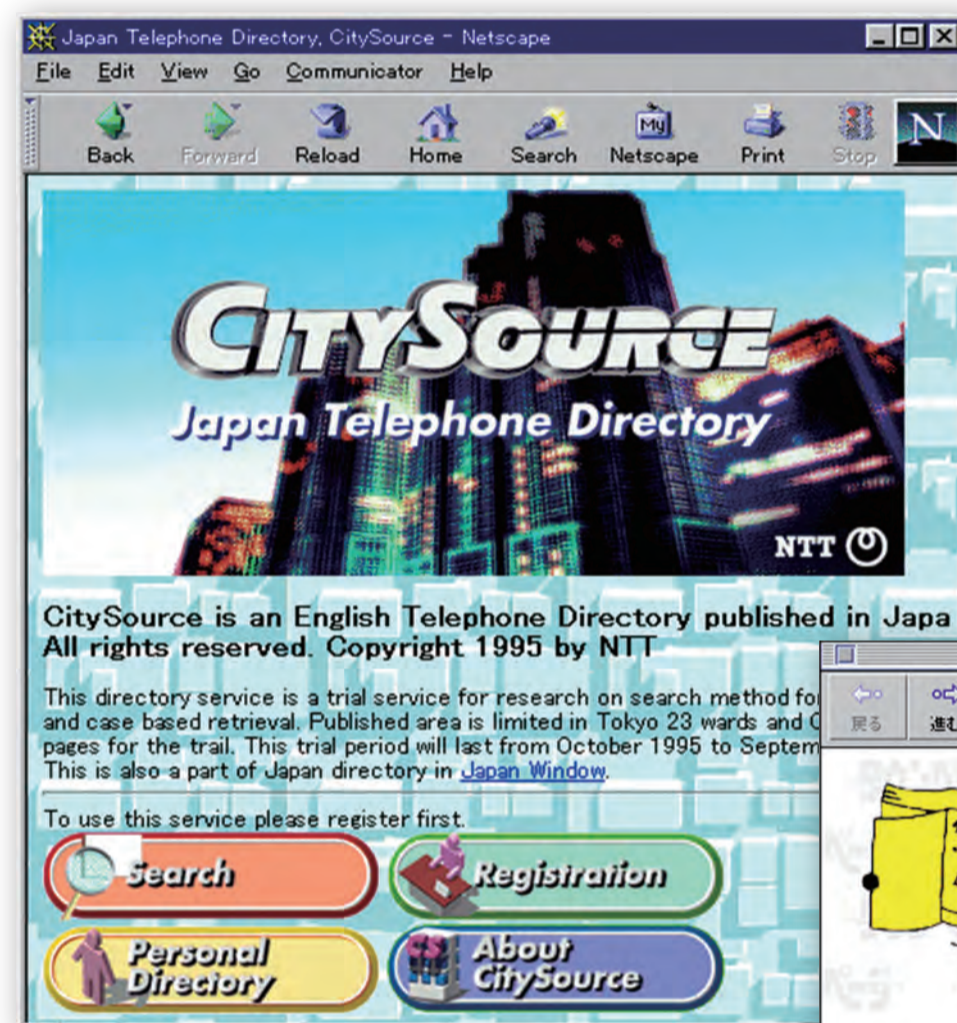 Japan Telephone Directory, CitySource - Netscape
File Edit View Go Communicator Help
Back Forward Reload Home Search Netscape Print Stop
My
N
CITYSOURCE
Japan Telephone Directory
NTT
CitySource is an English Telephone Directory published in Japa
All rights reserved. Copyright 1995 by NTT
This directory service is a trial service for research on search method for
and case based retrieval. Published area is limited in Tokyo 23 wards and
pages for the trail. This trial period will last from October 1995 to Septem
This is also a part of Japan directory in Japan Window.
To use this service please register first.
Search
Registration
Personal
Directory
About
CitySource
戻る 進む